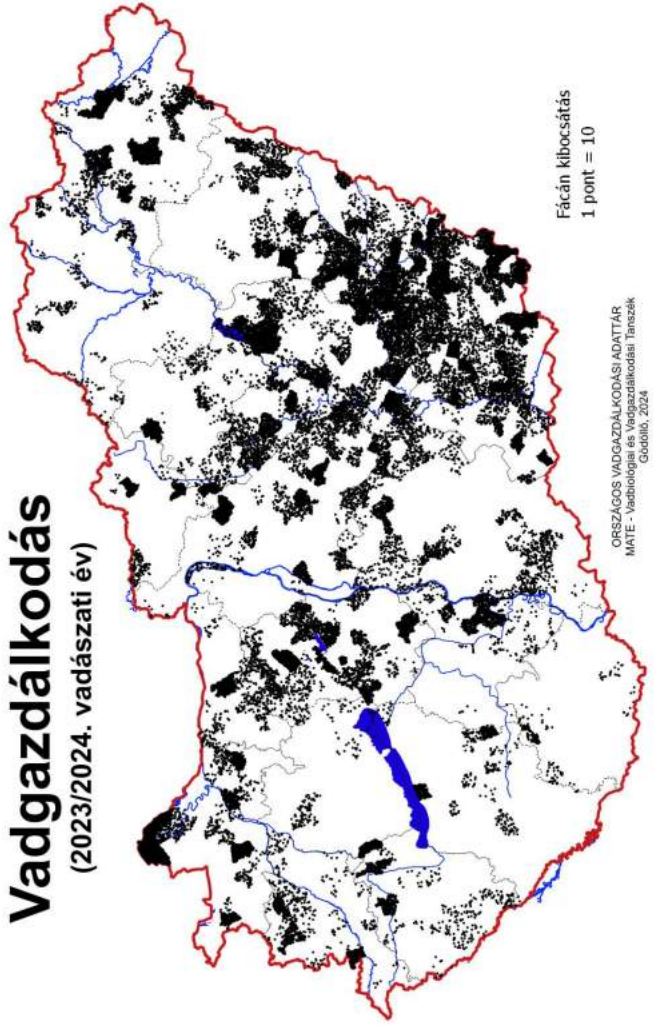 Vadgazdálkodás
(2023/2024. vadászati év)
Fácán kibocsátás
1 pont = 10
ORSZÁGOS VADGAZDÁLKODÁSI ADATTÁR
MATE - Vadbiológiai és Vadgazdálkodási Tanszék
Gödöllő, 2024